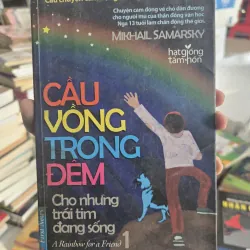 Chuyện cảm động về chó dẫn đường
cho người mù của thần đồng văn học
Nga 13 tuổi làm chấn động thế giới.
MIKHAIL SAMARSKY
hạt giống
tâm hồn
CẦU
VỒNG
TRONG
ĐÊM
Cho những
trái tim
đang sống
A Rainbow for a Friend 1